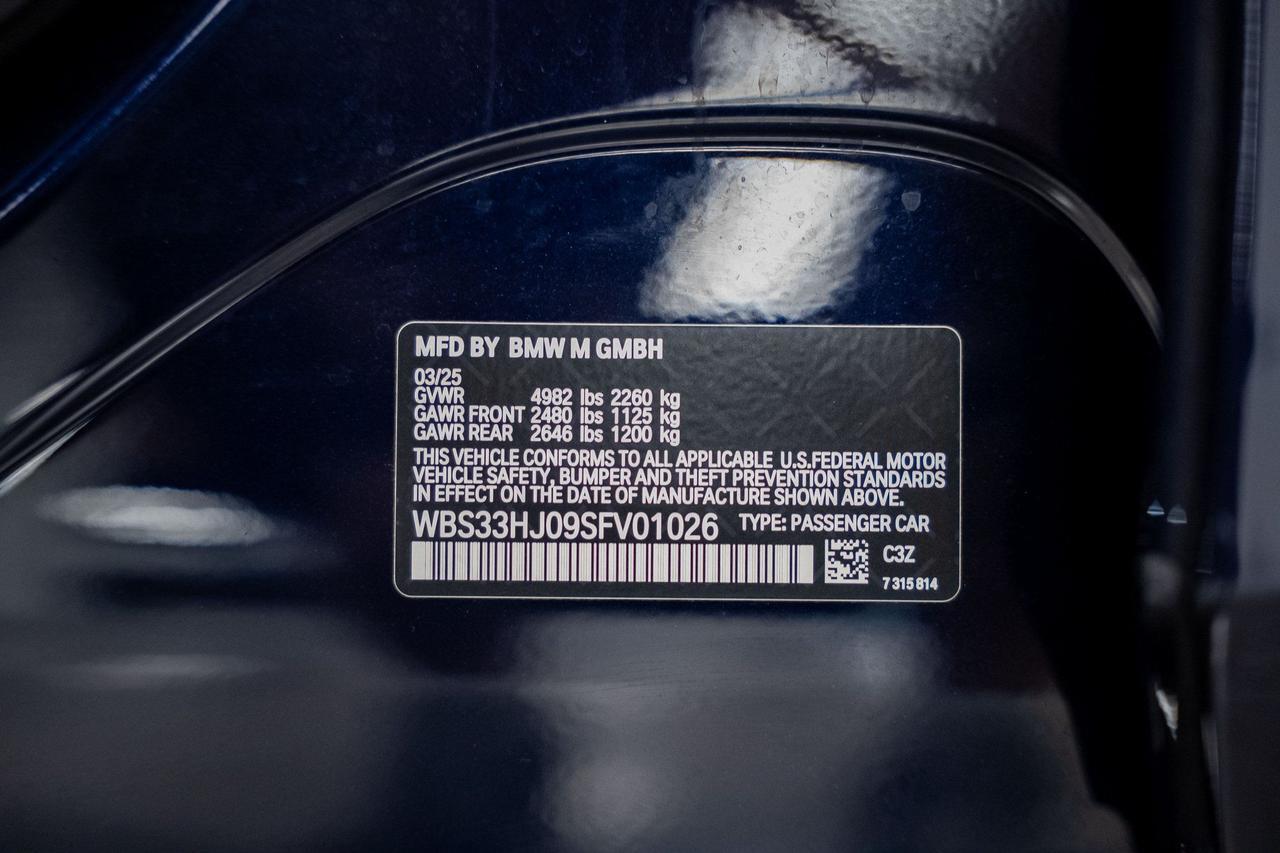 MFD BY BMW M GMBH
03/25
GVWR 4982 lbs 2260 kg
GAWR FRONT 2480 lbs 1125 kg
GAWR REAR 2646 lbs 1200 kg
THIS VEHICLE CONFORMS TO ALL APPLICABLE U.S.FEDERAL MOTOR
VEHICLE SAFETY, BUMPER AND THEFT PREVENTION STANDARDS
IN EFFECT ON THE DATE OF MANUFACTURE SHOWN ABOVE.
WBS33HJ09SFV01026 TYPE: PASSENGER CAR
C3Z
7 315 814